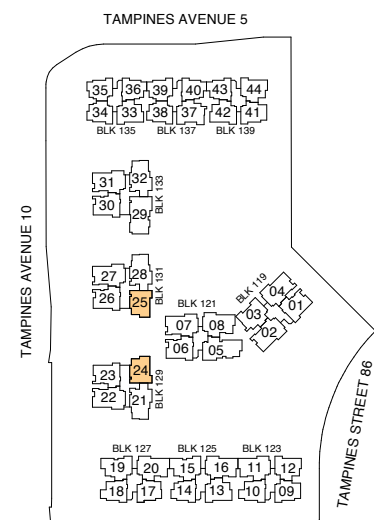 TAMPINES AVENUE 5
35 36 39 40 43 44
34 33 38 37 42 41
BLK 135 BLK 137 BLK 139
31 32
30 29
BLK 133
TAMPINES AVENUE 10
27 28
26 25
BLK 131
BLK 119
04
03 01
02
BLK 121
07 08
06 05
23 24
22 21
BLK 129
TAMPINES STREET 86
BLK 127 BLK 125 BLK 123
19 20 15 16 11 12
18 17 14 13 10 09